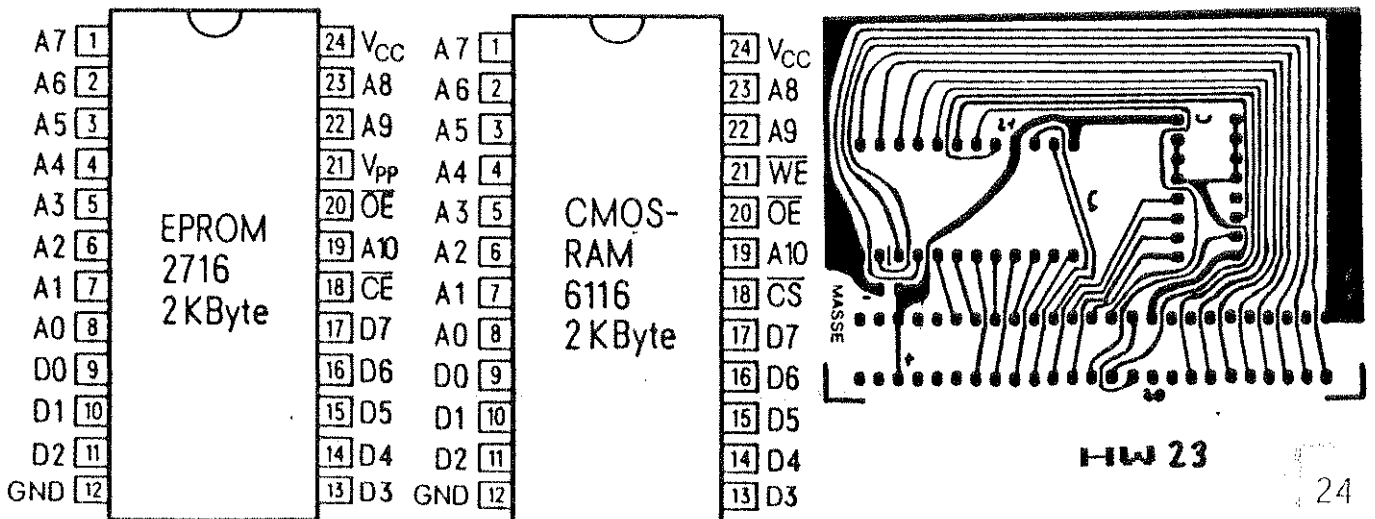 A7 1 24 VCC
A6 2 23 A8
A5 3 22 A9
A4 4 21 VPP
A3 5 20 O̅E̅
A2 6 19 A10
A1 7 18 C̅E̅
A0 8 17 D7
D0 9 16 D6
D1 10 15 D5
D2 11 14 D4
GND 12 13 D3
EPROM
2716
2KByte
A7 1 24 VCC
A6 2 23 A8
A5 3 22 A9
A4 4 21 W̅E̅
A3 5 20 O̅E̅
A2 6 19 A10
A1 7 18 C̅S̅
A0 8 17 D7
D0 9 16 D6
D1 10 15 D5
D2 11 14 D4
GND 12 13 D3
CMOS-
RAM
6116
2KByte
MASSE
20
HW 23
24